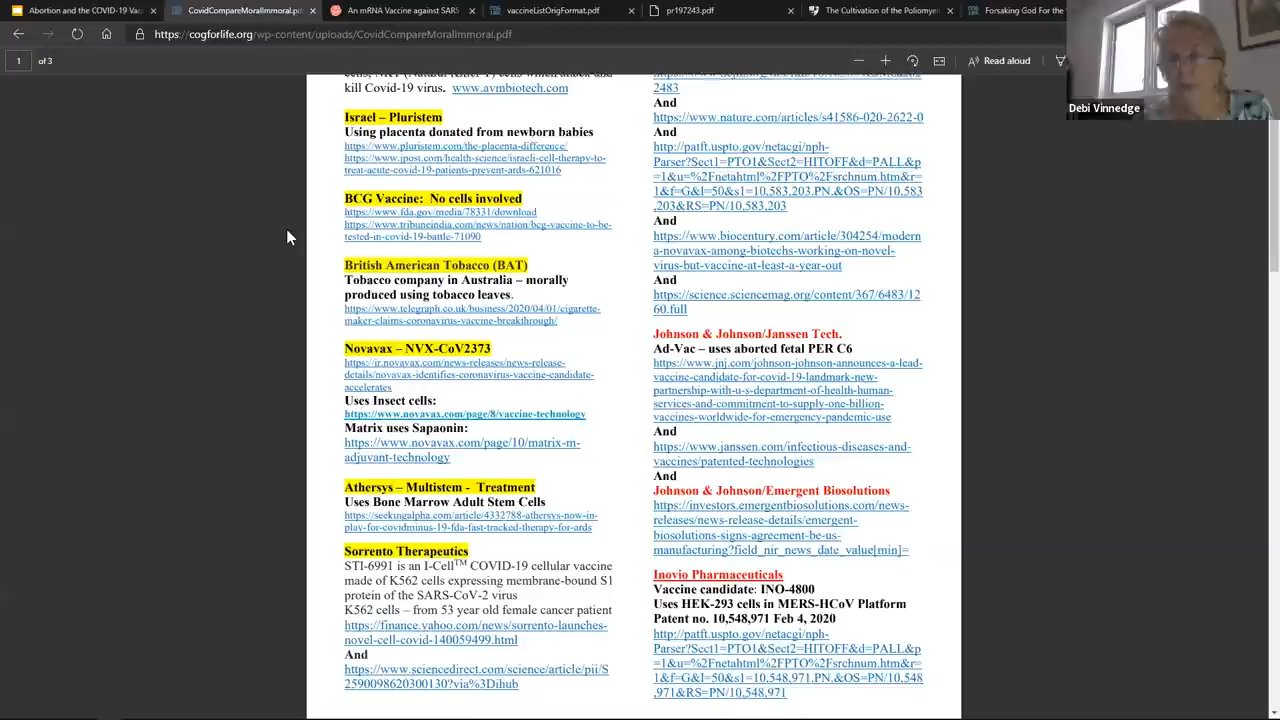 Abortion and the COVID-19 Vac
CovidCompareMoralImmoral.pd
An mRNA Vaccine against SARS
vaccineListOrigFormat.pdf
pr197243.pdf
The Cultivation of the Poliomyeli
Forsaking God For the
https://cogforlife.org/wp-content/uploads/CovidCompareMoralImmoral.pdf
1 of 3
Read aloud
Debi Vinnedge
kill Covid-19 virus. www.avmbiotech.com
Israel – Pluristem
Using placenta donated from newborn babies
https://www.pluristem.com/the-placenta-difference/
https://www.jpost.com/health-science/israeli-cell-therapy-to-
treat-acute-covid-19-patients-prevent-ards-621016
BCG Vaccine: No cells involved
https://www.fda.gov/media/78331/download
https://www.tribuneindia.com/news/nation/bcg-vaccine-to-be-
tested-in-covid-19-battle-71090
British American Tobacco (BAT)
Tobacco company in Australia – morally
produced using tobacco leaves.
https://www.telegraph.co.uk/business/2020/04/01/cigarette-
maker-claims-coronavirus-vaccine-breakthrough/
Novavax – NVX-CoV2373
https://ir.novavax.com/news-releases/news-release-
details/novavax-identifies-coronavirus-vaccine-candidate-
accelerates
Uses Insect cells:
https://www.novavax.com/page/8/vaccine-technology
Matrix uses Sapaonin:
https://www.novavax.com/page/10/matrix-m-
adjuvant-technology
Athersys – Multistem - Treatment
Uses Bone Marrow Adult Stem Cells
https://seekingalpha.com/article/4332788-athersys-now-in-
play-for-covidminus-19-fda-fast-tracked-therapy-for-ards
Sorrento Therapeutics
STI-6991 is an I-Cell™ COVID-19 cellular vaccine
made of K562 cells expressing membrane-bound S1
protein of the SARS-CoV-2 virus
K562 cells – from 53 year old female cancer patient
https://finance.yahoo.com/news/sorrento-launches-
novel-cell-covid-140059499.html
And
https://www.sciencedirect.com/science/article/pii/S
2590098620300130?via%3Dihub
2483
And
https://www.nature.com/articles/s41586-020-2622-0
And
http://patft.uspto.gov/netacgi/nph-
Parser?Sect1=PTO1&Sect2=HITOFF&d=PALL&p
=1&u=%2Fnetahtml%2FPTO%2Fsrchnum.htm&r=
1&f=G&l=50&s1=10,583,203.PN.&OS=PN/10,583
,203&RS=PN/10,583,203
And
https://www.biocentury.com/article/304254/modern
a-novavax-among-biotechs-working-on-novel-
virus-but-vaccine-at-least-a-year-out
And
https://science.sciencemag.org/content/367/6483/12
60.full
Johnson & Johnson/Janssen Tech.
Ad-Vac – uses aborted fetal PER C6
https://www.jnj.com/johnson-johnson-announces-a-lead-
vaccine-candidate-for-covid-19-landmark-new-
partnership-with-u-s-department-of-health-human-
services-and-commitment-to-supply-one-billion-
vaccines-worldwide-for-emergency-pandemic-use
And
https://www.janssen.com/infectious-diseases-and-
vaccines/patented-technologies
And
Johnson & Johnson/Emergent Biosolutions
https://investors.emergentbiosolutions.com/news-
releases/news-release-details/emergent-
biosolutions-signs-agreement-be-us-
manufacturing?field_nir_news_date_value[min]=
Inovio Pharmaceuticals
Vaccine candidate: INO-4800
Uses HEK-293 cells in MERS-HCoV Platform
Patent no. 10,548,971 Feb 4, 2020
http://patft.uspto.gov/netacgi/nph-
Parser?Sect1=PTO1&Sect2=HITOFF&d=PALL&p
=1&u=%2Fnetahtml%2FPTO%2Fsrchnum.htm&r=
1&f=G&l=50&s1=10,548,971.PN.&OS=PN/10,548
,971&RS=PN/10,548,971